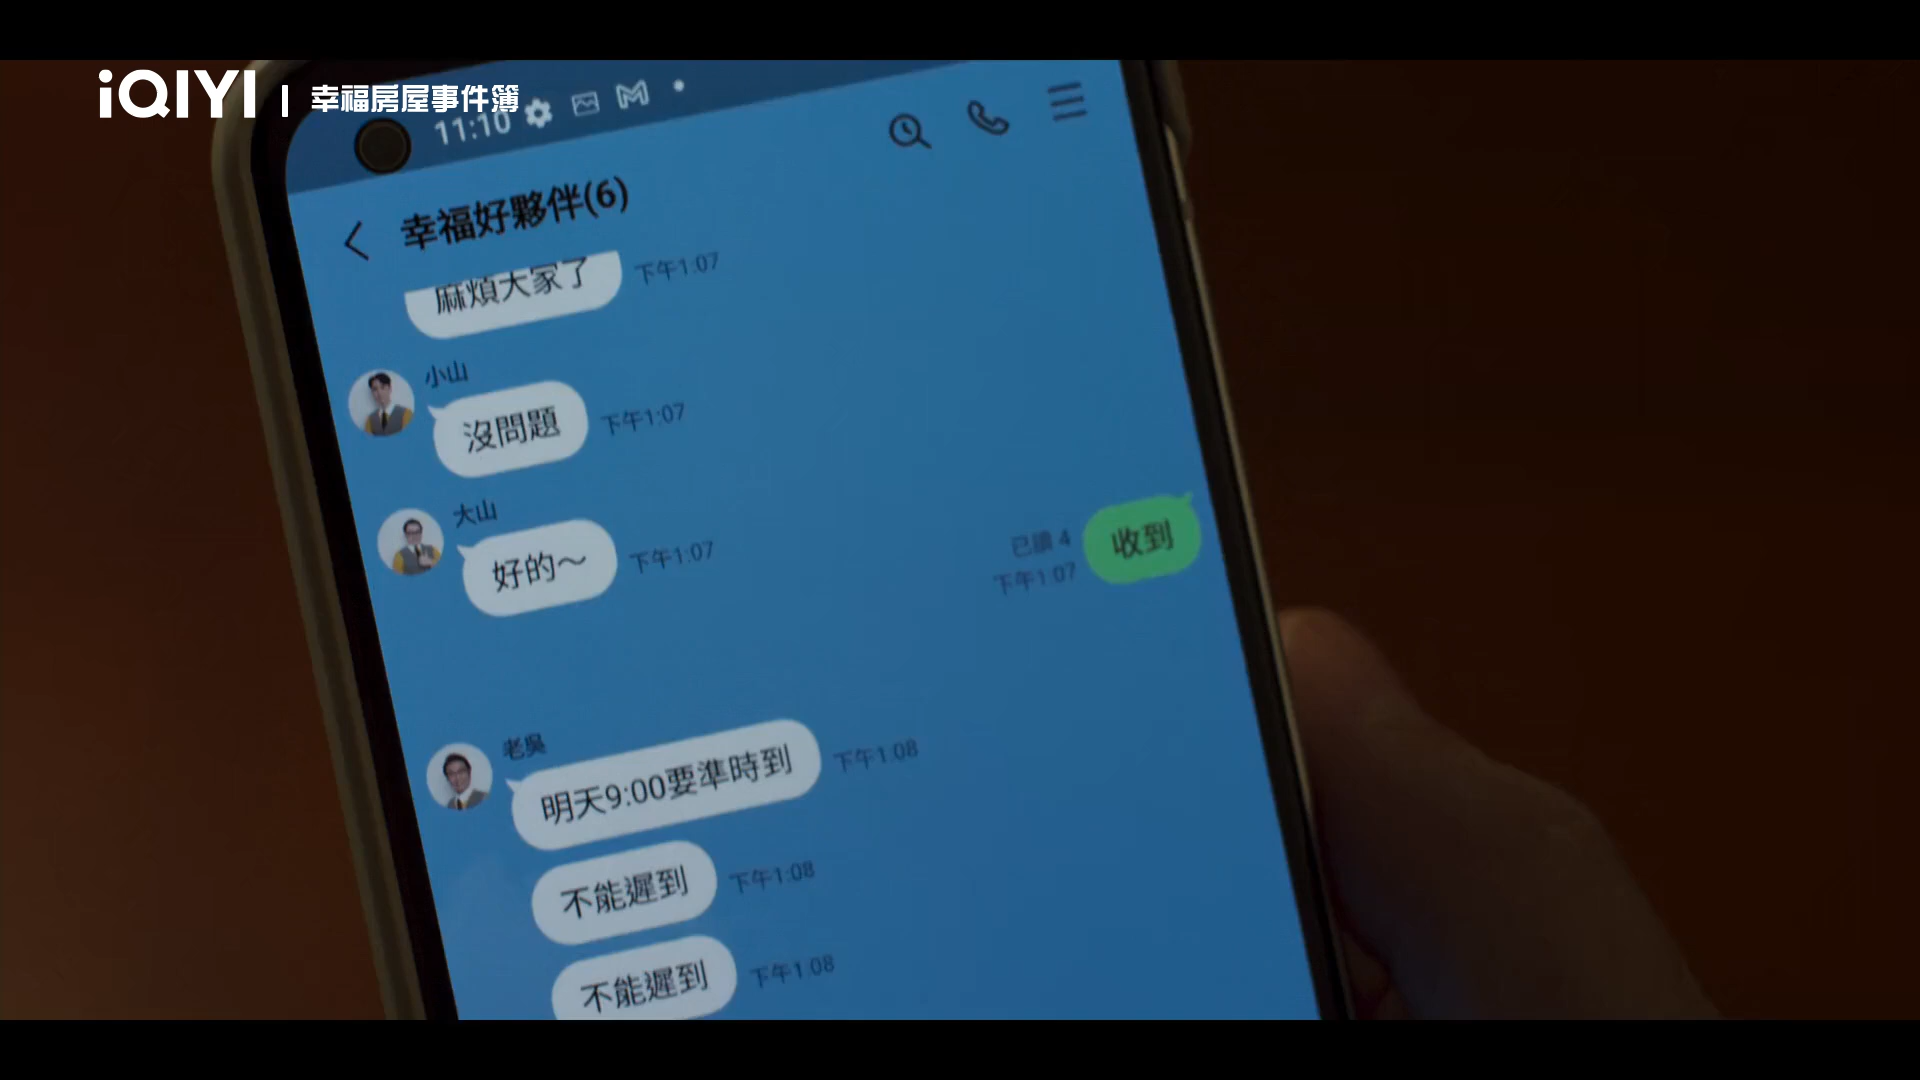 iQIYI | 幸福房屋事件簿
11:10
幸福好夥伴(6)
麻煩大家了 下午1:07
小山
沒問題 下午1:07
大山
好的～ 下午1:07
已讀 4
下午1:07 收到
老吳
明天9:00要準時到 下午1:08
不能遲到 下午1:08
不能遲到 下午1:08